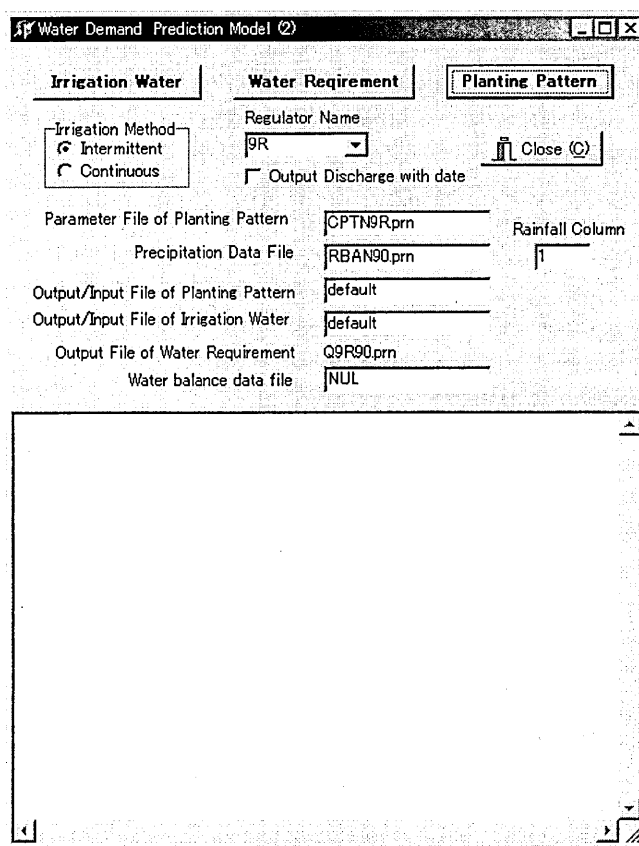 Water Demand Prediction Model (2)
Irrigation Water
Water Reqirement
Planting Pattern
Irrigation Method
Intermittent
Continuous
Regulator Name
9R
Output Discharge with date
Close (C)
Parameter File of Planting Pattern CPTN9R.prn
Rainfall Column
Precipitation Data File RBAN90.prn 1
Output/Input File of Planting Pattern default
Output/Input File of Irrigation Water default
Output File of Water Requirement Q9R90.prn
Water balance data file NUL